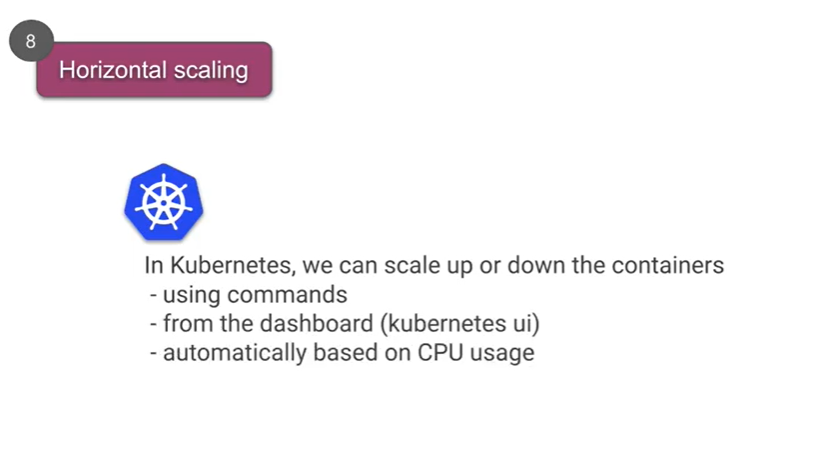 8
Horizontal scaling
In Kubernetes, we can scale up or down the containers
- using commands
- from the dashboard (kubernetes ui)
- automatically based on CPU usage